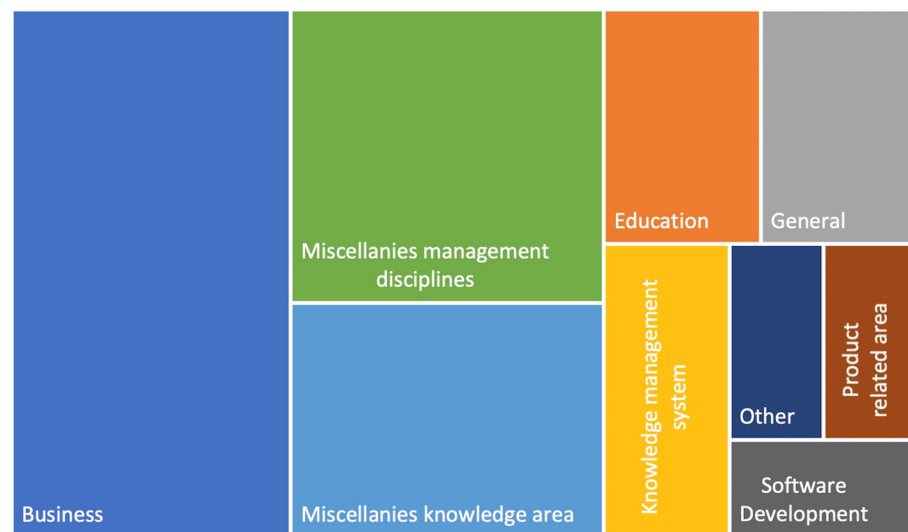 Business
Miscellanies management
disciplines
Miscellanies knowledge area
Education
General
Knowledge management
system
Other
Product
related area
Software
Development